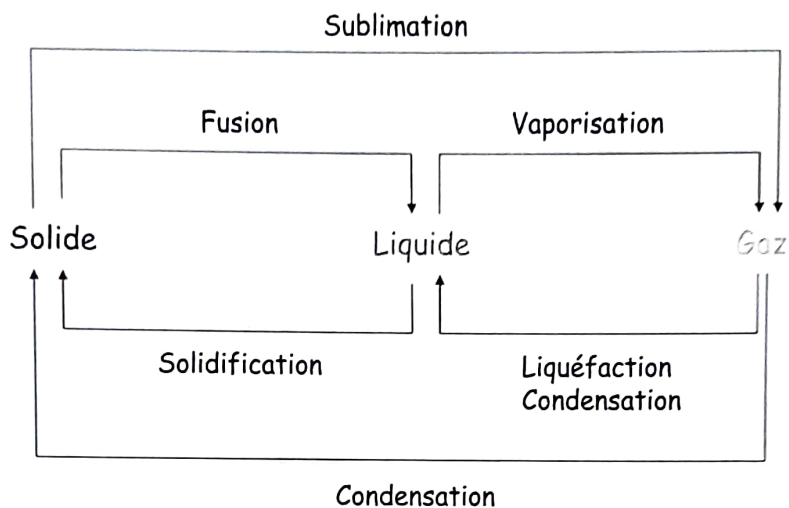 Sublimation
Fusion
Vaporisation
Solide
Liquide
Gaz
Solidification
Liquéfaction
Condensation
Condensation